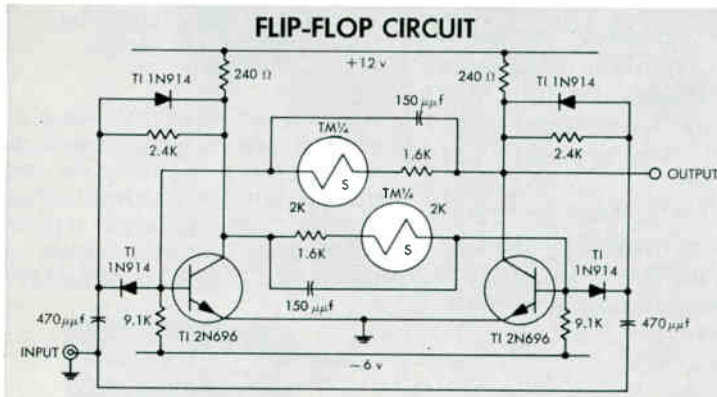 FLIP-FLOP CIRCUIT
+12 v
240 Ω
240 Ω
TI 1N914
TI 1N914
150 μμf
TM¼
2.4K
2.4K
1.6K
S
OUTPUT
2K
TM¼
2K
1.6K
S
TI
1N914
TI
1N914
150 μμf
470 μμf
9.1K
9.1K
470 μμf
TI 2N696
TI 2N696
INPUT
−6 v